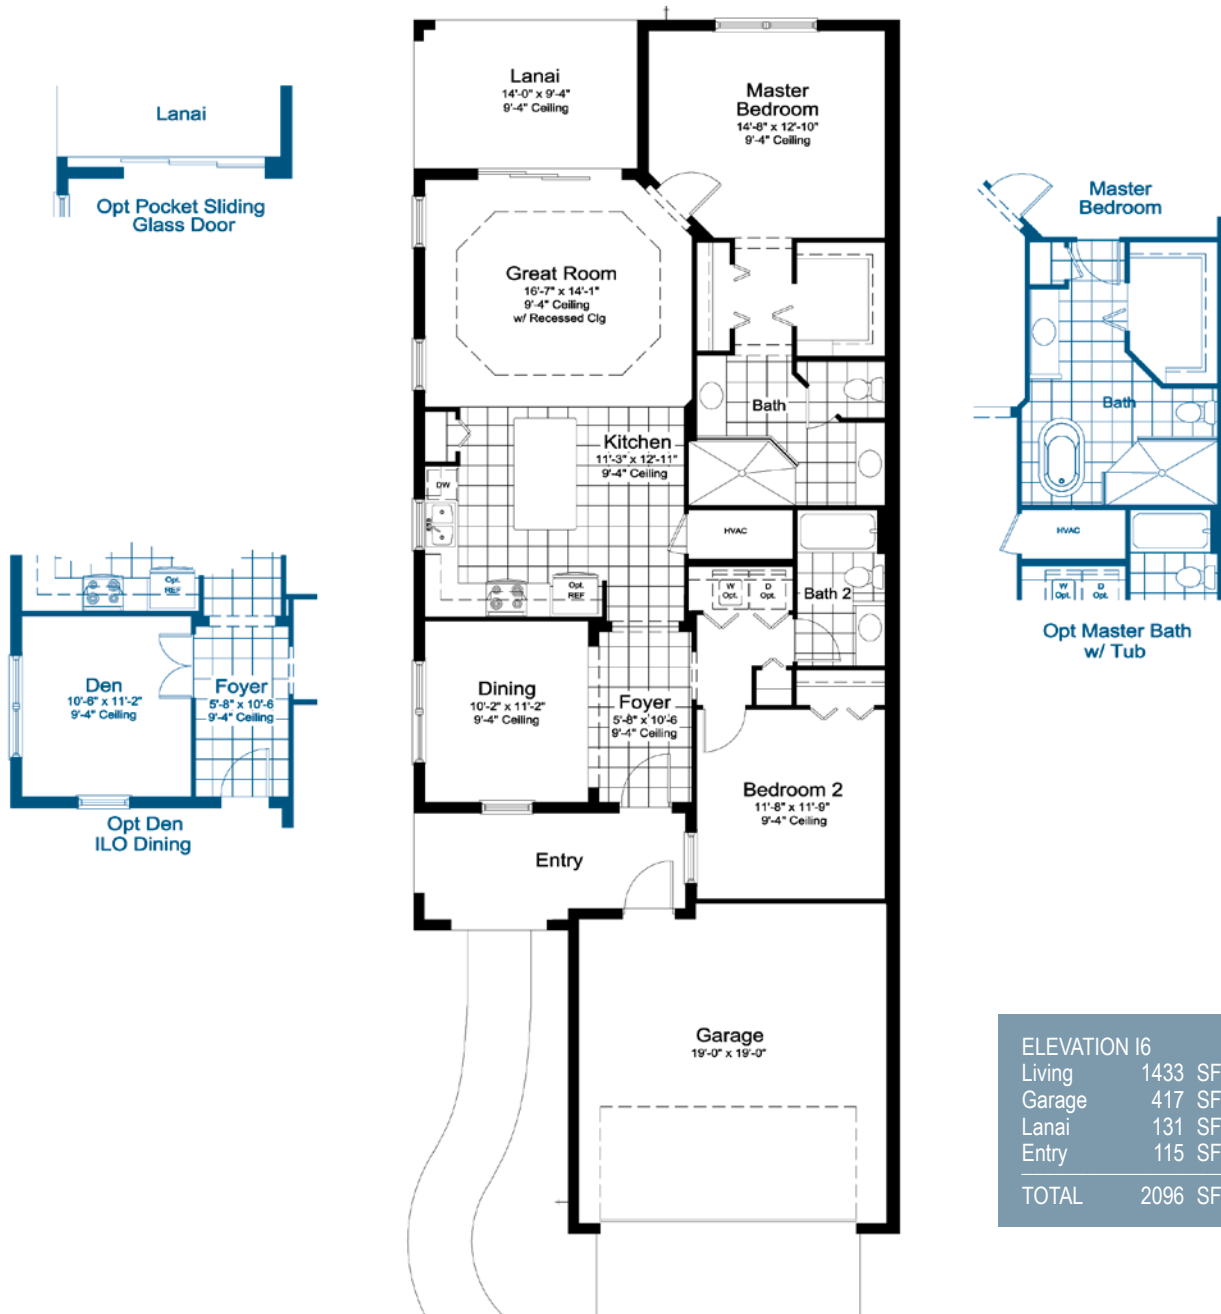 Lanai
14'-0" x 9'-4"
9'-4" Ceiling
Master
Bedroom
14'-8" x 12'-10"
9'-4" Ceiling
Lanai
Opt Pocket Sliding
Glass Door
Great Room
16'-7" x 14'-1"
9'-4" Ceiling
w/ Recessed Clg
Master
Bedroom
Bath
HVAC
W
Opt.
D
Opt.
Opt Master Bath
w/ Tub
Bath
Kitchen
11'-3" x 12'-11"
9'-4" Ceiling
DW
HVAC
Opt.
REF
W
Opt.
D
Opt.
Bath 2
Opt.
REF
Den
10'-6" x 11'-2"
9'-4" Ceiling
Foyer
5'-8" x 10'-6
9'-4" Ceiling
Opt Den
ILO Dining
Dining
10'-2" x 11'-2"
9'-4" Ceiling
Foyer
5'-8" x 10'-6
9'-4" Ceiling
Bedroom 2
11'-8" x 11'-9"
9'-4" Ceiling
Entry
Garage
19'-0" x 19'-0"
ELEVATION I6
Living 1433 SF
Garage 417 SF
Lanai 131 SF
Entry 115 SF
TOTAL 2096 SF